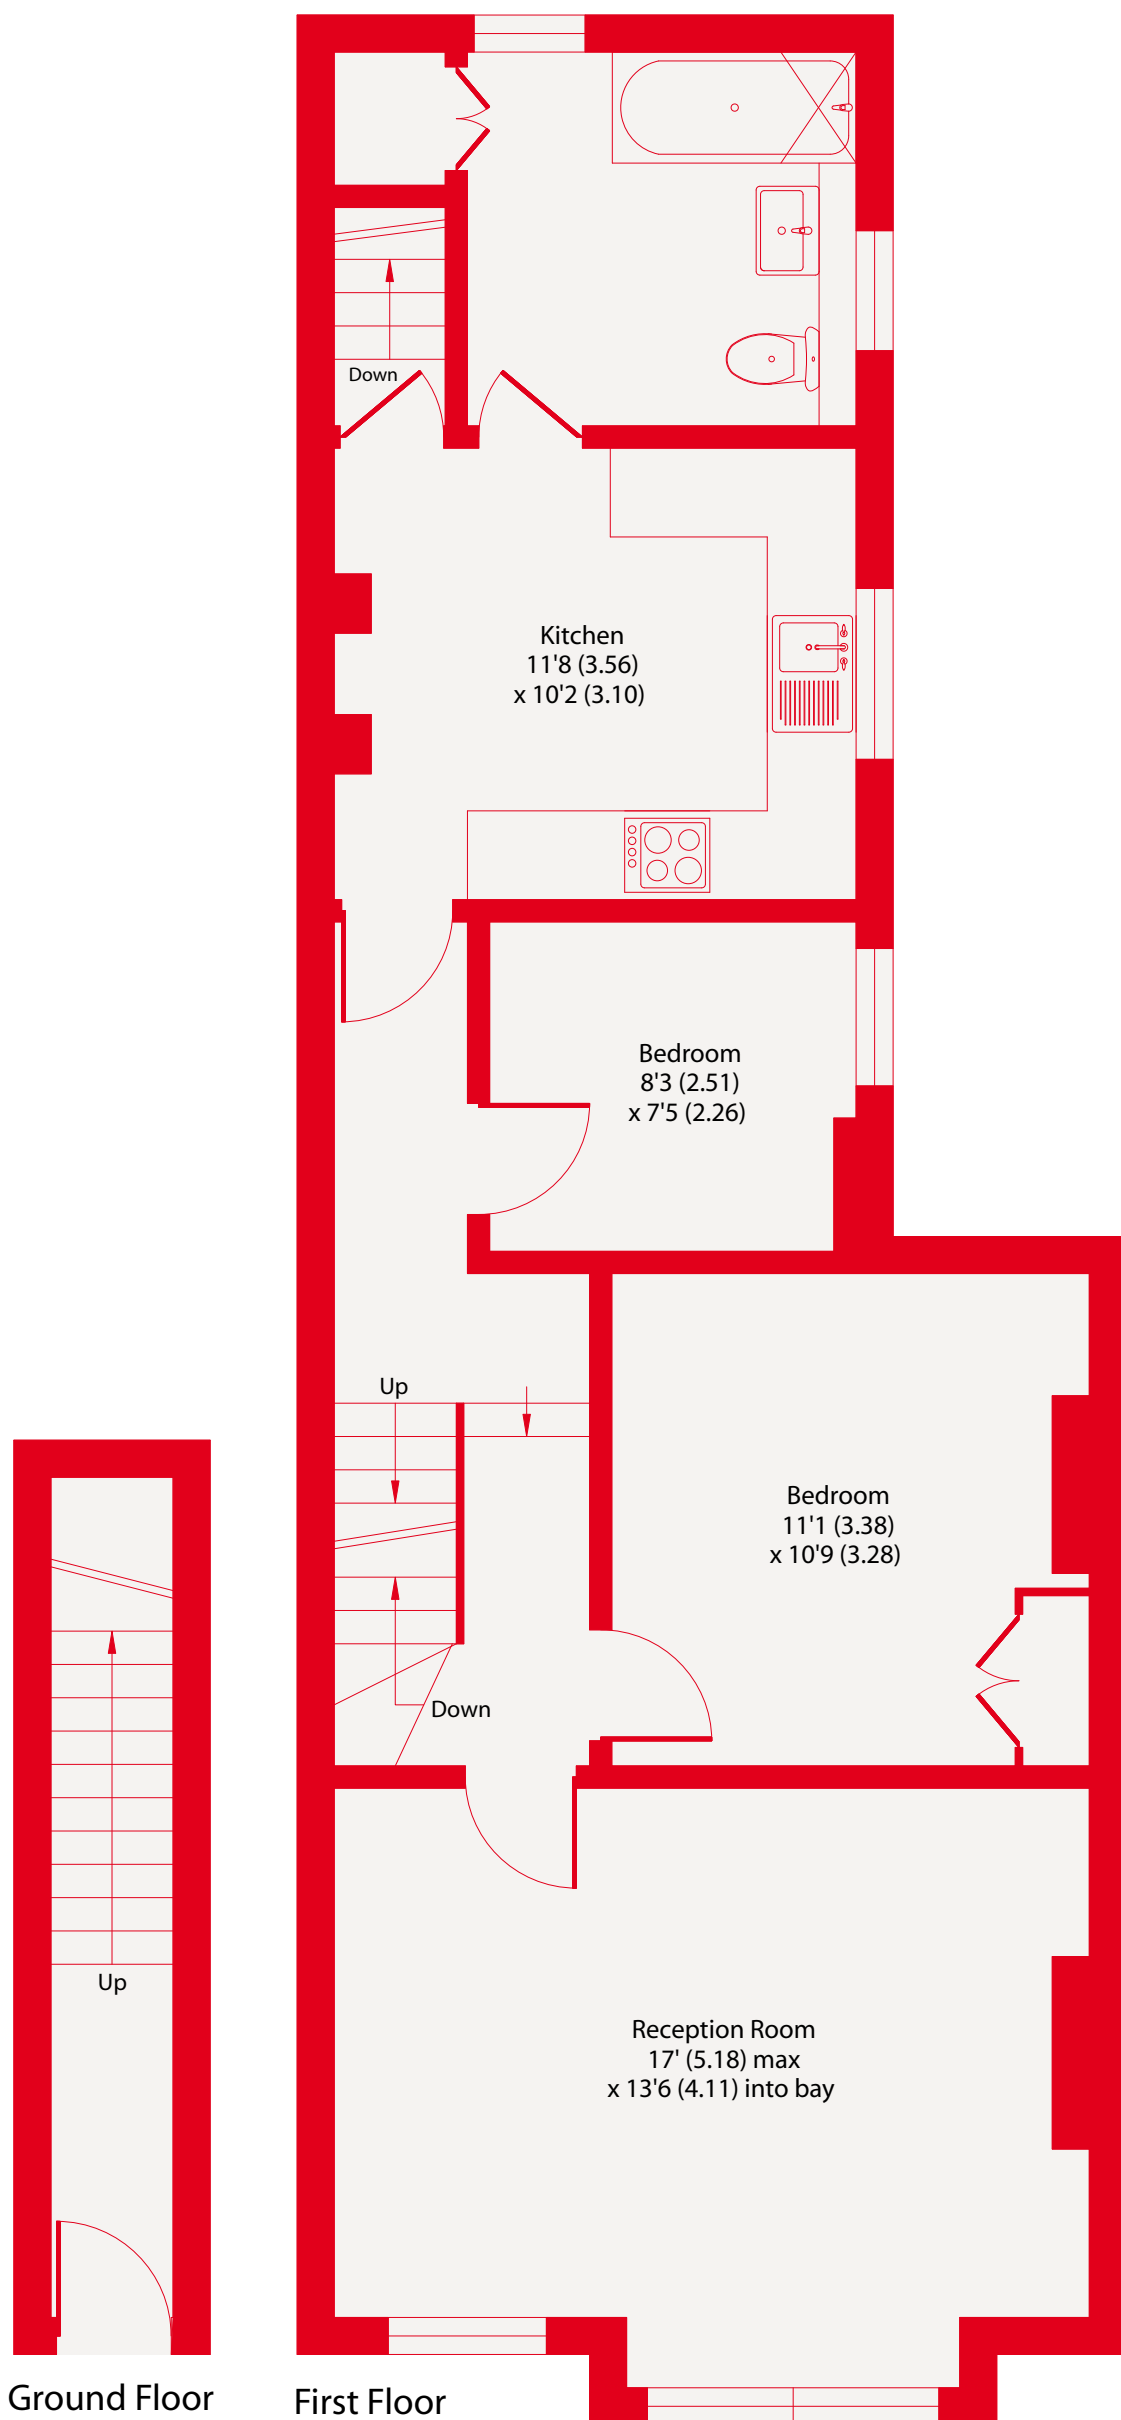 Down
Kitchen
11'8 (3.56)
x 10'2 (3.10)
Bedroom
8'3 (2.51)
x 7'5 (2.26)
Up
Bedroom
11'1 (3.38)
x 10'9 (3.28)
Down
Up
Reception Room
17' (5.18) max
x 13'6 (4.11) into bay
Ground Floor
First Floor